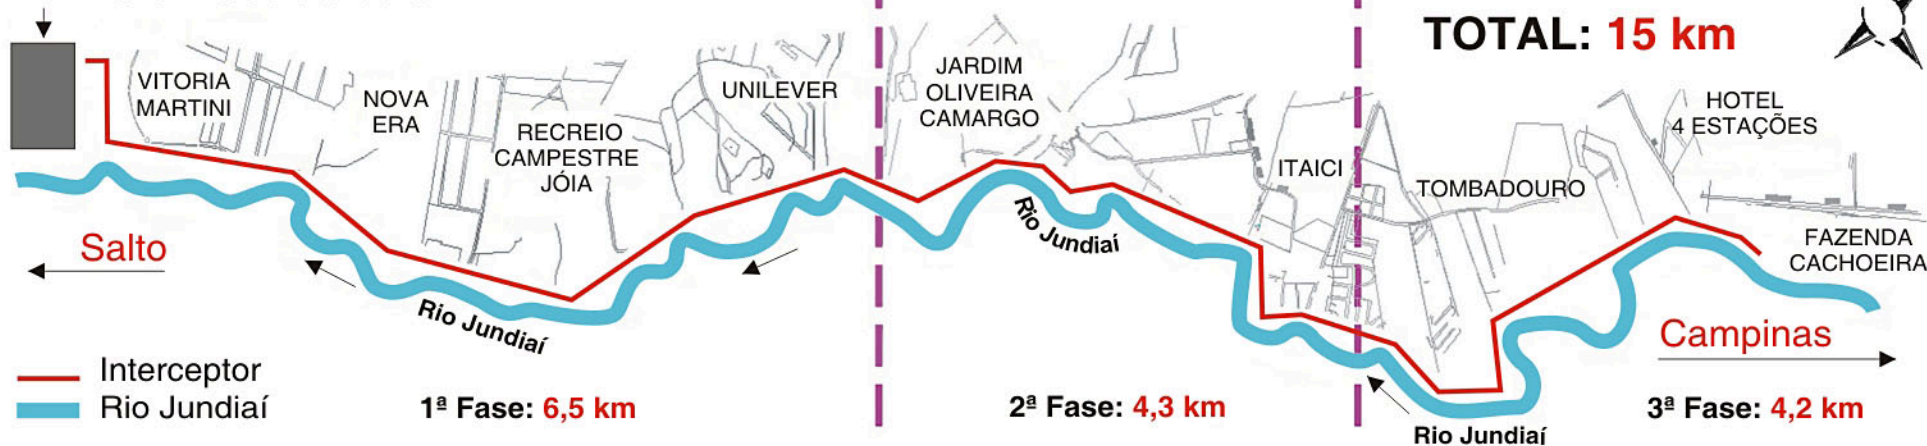 TOTAL: 15 km
VITORIA
MARTINI
NOVA
ERA
RECREIO
CAMPESTRE
JÓIA
UNILEVER
JARDIM
OLIVEIRA
CAMARGO
ITAICI
TOMBADOURO
HOTEL
4 ESTAÇÕES
FAZENDA
CACHOEIRA
Salto
Rio Jundiaí
Rio Jundiaí
Campinas
Interceptor
Rio Jundiaí
1ª Fase: 6,5 km
2ª Fase: 4,3 km
3ª Fase: 4,2 km
Rio Jundiaí